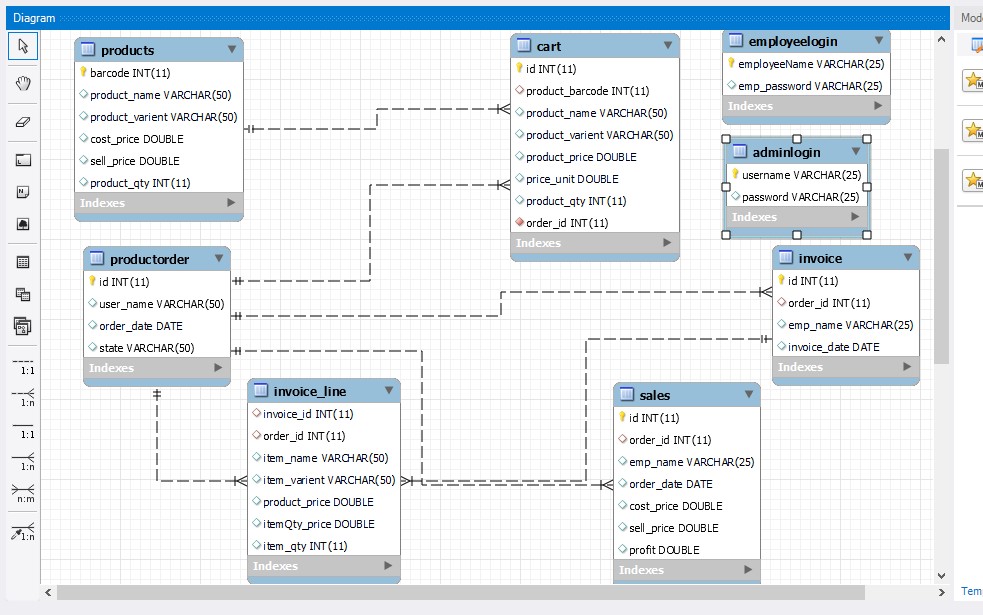 Diagram
Mod
products
barcode INT(11)
product_name VARCHAR(50)
product_varient VARCHAR(50)
cost_price DOUBLE
sell_price DOUBLE
product_qty INT(11)
Indexes
cart
id INT(11)
product_barcode INT(11)
product_name VARCHAR(50)
product_varient VARCHAR(50)
product_price DOUBLE
price_unit DOUBLE
product_qty INT(11)
order_id INT(11)
Indexes
employeelogin
employeeName VARCHAR(25)
emp_password VARCHAR(25)
Indexes
adminlogin
username VARCHAR(25)
password VARCHAR(25)
Indexes
productorder
id INT(11)
user_name VARCHAR(50)
order_date DATE
state VARCHAR(50)
Indexes
invoice
id INT(11)
order_id INT(11)
emp_name VARCHAR(25)
invoice_date DATE
Indexes
invoice_line
invoice_id INT(11)
order_id INT(11)
item_name VARCHAR(50)
item_varient VARCHAR(50)
product_price DOUBLE
itemQty_price DOUBLE
item_qty INT(11)
Indexes
sales
id INT(11)
order_id INT(11)
emp_name VARCHAR(25)
order_date DATE
cost_price DOUBLE
sell_price DOUBLE
profit DOUBLE
Indexes
1:1
1:n
1:1
1:n
n:m
1:n
Tem